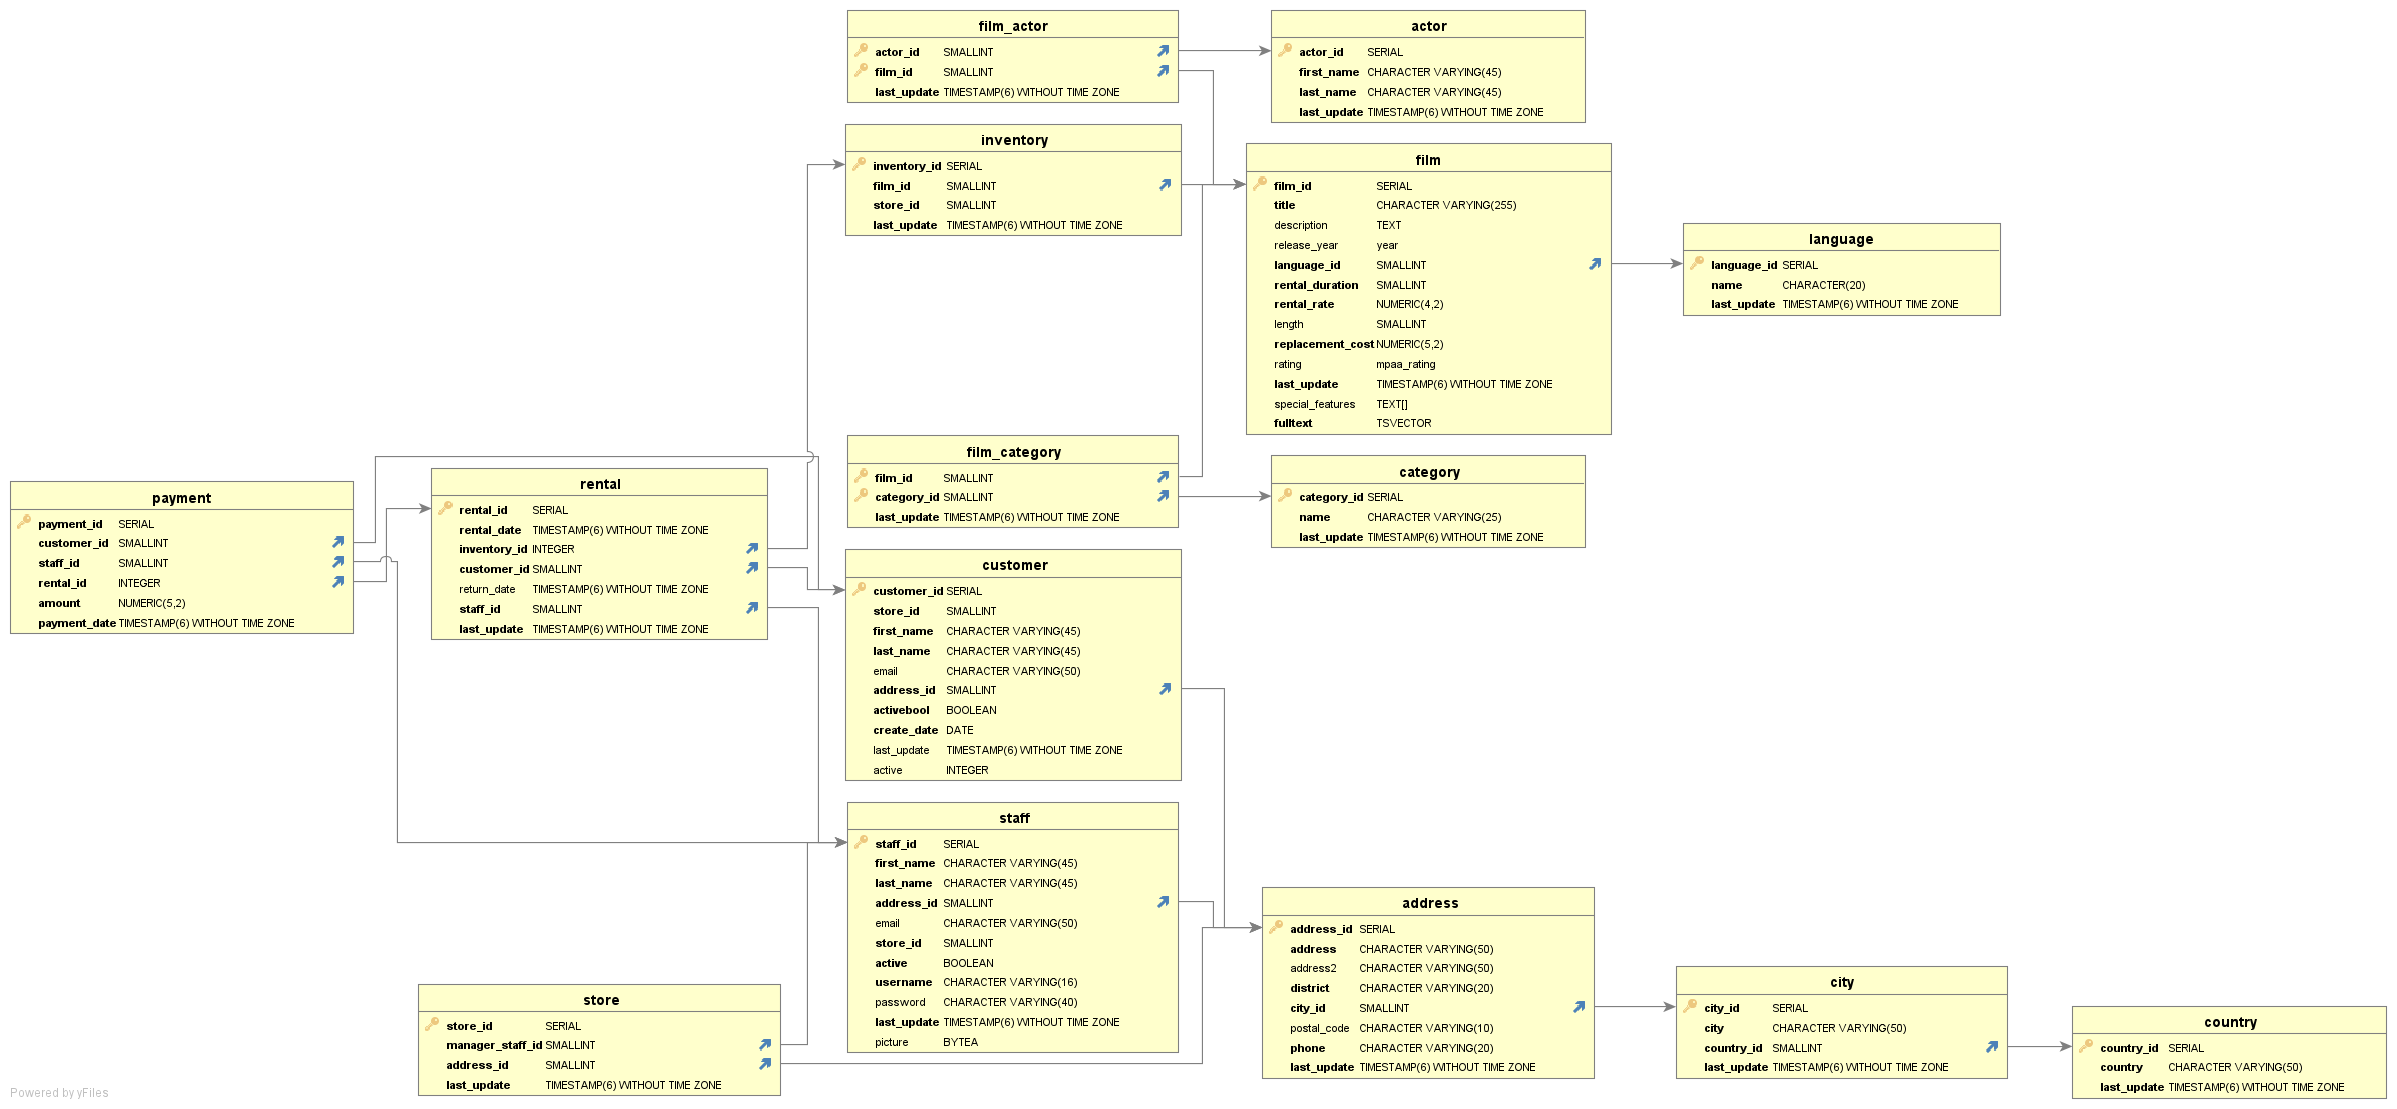 film_actor
actor_id SMALLINT
film_id SMALLINT
last_update TIMESTAMP(6) WITHOUT TIME ZONE
actor
actor_id SERIAL
first_name CHARACTER VARYING(45)
last_name CHARACTER VARYING(45)
last_update TIMESTAMP(6) WITHOUT TIME ZONE
inventory
inventory_id SERIAL
film_id SMALLINT
store_id SMALLINT
last_update TIMESTAMP(6) WITHOUT TIME ZONE
film
film_id SERIAL
title CHARACTER VARYING(255)
description TEXT
release_year year
language_id SMALLINT
rental_duration SMALLINT
rental_rate NUMERIC(4,2)
length SMALLINT
replacement_cost NUMERIC(5,2)
rating mpaa_rating
last_update TIMESTAMP(6) WITHOUT TIME ZONE
special_features TEXT[]
fulltext TSVECTOR
language
language_id SERIAL
name CHARACTER(20)
last_update TIMESTAMP(6) WITHOUT TIME ZONE
film_category
film_id SMALLINT
category_id SMALLINT
last_update TIMESTAMP(6) WITHOUT TIME ZONE
category
category_id SERIAL
name CHARACTER VARYING(25)
last_update TIMESTAMP(6) WITHOUT TIME ZONE
payment
payment_id SERIAL
customer_id SMALLINT
staff_id SMALLINT
rental_id INTEGER
amount NUMERIC(5,2)
payment_date TIMESTAMP(6) WITHOUT TIME ZONE
rental
rental_id SERIAL
rental_date TIMESTAMP(6) WITHOUT TIME ZONE
inventory_id INTEGER
customer_id SMALLINT
return_date TIMESTAMP(6) WITHOUT TIME ZONE
staff_id SMALLINT
last_update TIMESTAMP(6) WITHOUT TIME ZONE
customer
customer_id SERIAL
store_id SMALLINT
first_name CHARACTER VARYING(45)
last_name CHARACTER VARYING(45)
email CHARACTER VARYING(50)
address_id SMALLINT
activebool BOOLEAN
create_date DATE
last_update TIMESTAMP(6) WITHOUT TIME ZONE
active INTEGER
staff
staff_id SERIAL
first_name CHARACTER VARYING(45)
last_name CHARACTER VARYING(45)
address_id SMALLINT
email CHARACTER VARYING(50)
store_id SMALLINT
active BOOLEAN
username CHARACTER VARYING(16)
password CHARACTER VARYING(40)
last_update TIMESTAMP(6) WITHOUT TIME ZONE
picture BYTEA
store
store_id SERIAL
manager_staff_id SMALLINT
address_id SMALLINT
last_update TIMESTAMP(6) WITHOUT TIME ZONE
address
address_id SERIAL
address CHARACTER VARYING(50)
address2 CHARACTER VARYING(50)
district CHARACTER VARYING(20)
city_id SMALLINT
postal_code CHARACTER VARYING(10)
phone CHARACTER VARYING(20)
last_update TIMESTAMP(6) WITHOUT TIME ZONE
city
city_id SERIAL
city CHARACTER VARYING(50)
country_id SMALLINT
last_update TIMESTAMP(6) WITHOUT TIME ZONE
country
country_id SERIAL
country CHARACTER VARYING(50)
last_update TIMESTAMP(6) WITHOUT TIME ZONE
Powered by yFiles